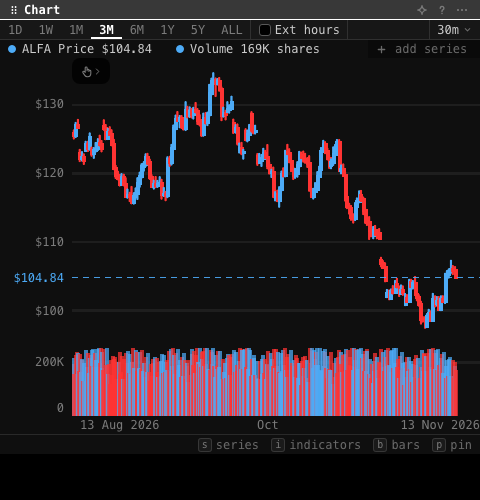 Chart ?
1D 1W 1M 3M 6M 1Y 5Y ALL Ext hours 30m
ALFA Price $104.84 Volume 169K shares + add series
$130
$120
$110
$104.84
$100
200K
0
13 Aug 2026 Oct 13 Nov 2026
s series i indicators b bars p pin